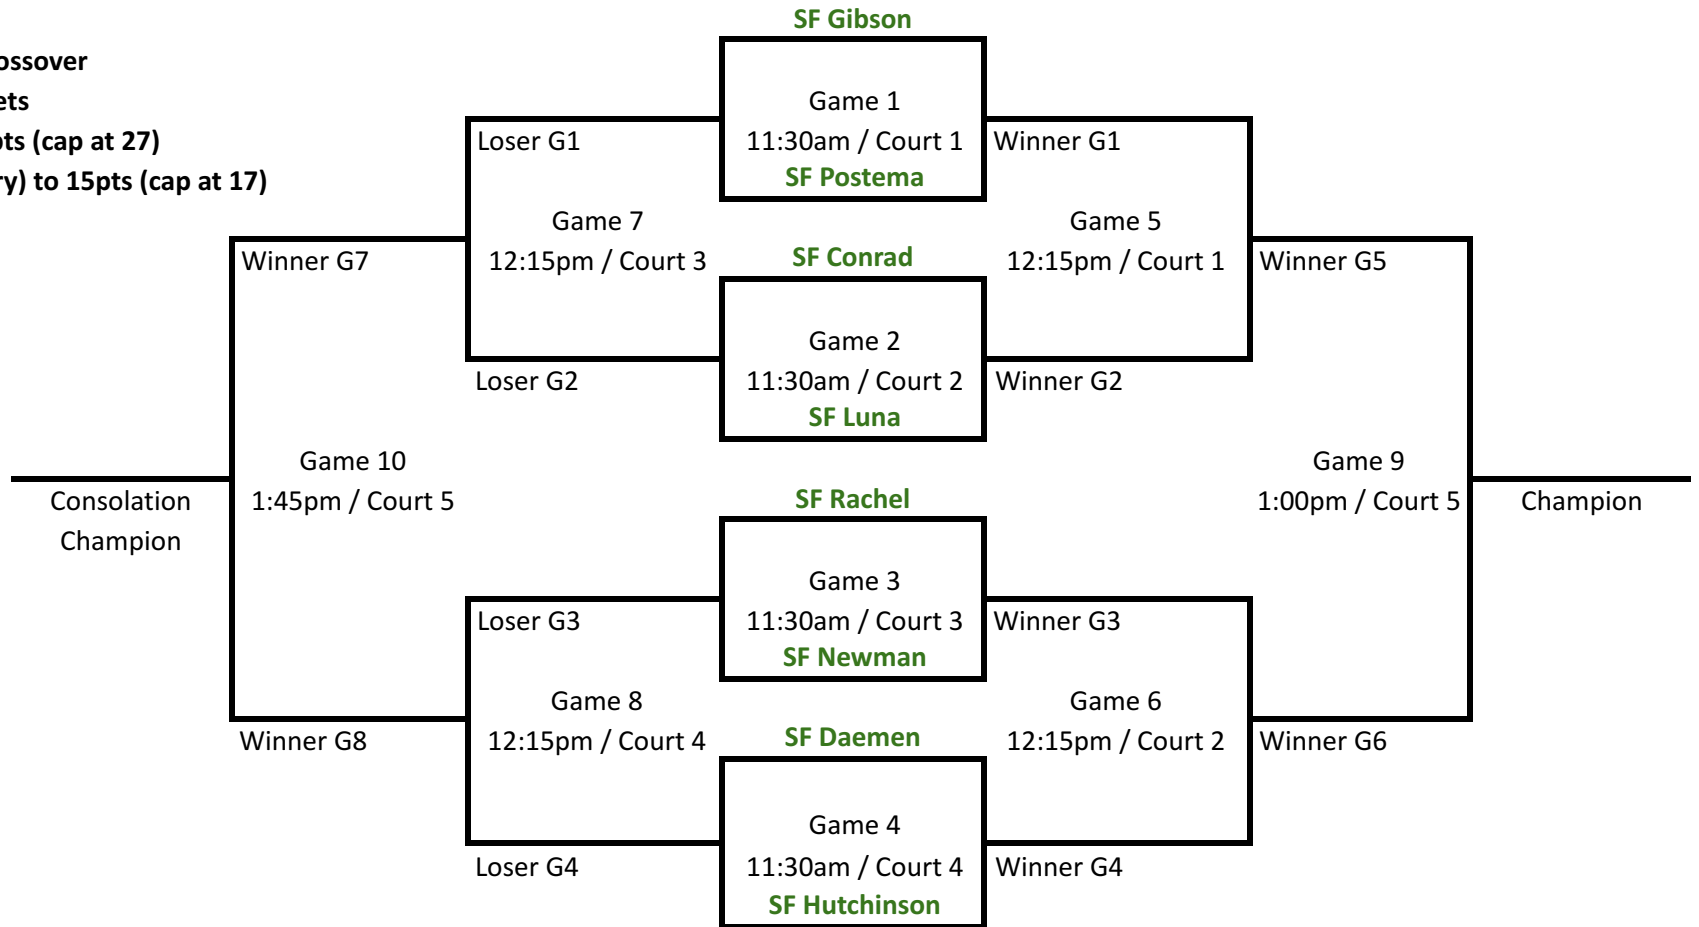 SF Gibson
ossover
ets
pts (cap at 27)
ry) to 15pts (cap at 17)
Game 1
11:30am / Court 1
SF Postema
Loser G1
Winner G1
Game 7
12:15pm / Court 3
Game 5
12:15pm / Court 1
Winner G7
SF Conrad
Winner G5
Game 2
11:30am / Court 2
SF Luna
Loser G2
Winner G2
Game 10
1:45pm / Court 5
Game 9
1:00pm / Court 5
Consolation
Champion
Champion
SF Rachel
Game 3
11:30am / Court 3
SF Newman
Loser G3
Winner G3
Game 8
12:15pm / Court 4
Game 6
12:15pm / Court 2
Winner G8
SF Daemen
Winner G6
Game 4
11:30am / Court 4
SF Hutchinson
Loser G4
Winner G4